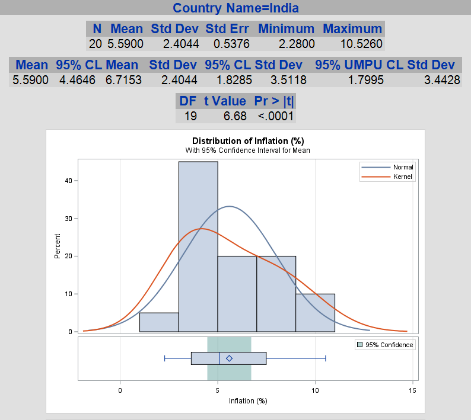 Country Name=India
N Mean Std Dev Std Err Minimum Maximum
20 5.5900 2.4044 0.5376 2.2800 10.5260
Mean 95% CL Mean Std Dev 95% CL Std Dev 95% UMPU CL Std Dev
5.5900 4.4646 6.7153 2.4044 1.8285 3.5118 1.7995 3.4428
DF t Value Pr > |t|
19 6.68 <.0001
Distribution of Inflation (%)
With 95% Confidence Interval for Mean
Normal
Kernel
40
30
20
10
0
Percent
95% Confidence
0 5 10 15
Inflation (%)